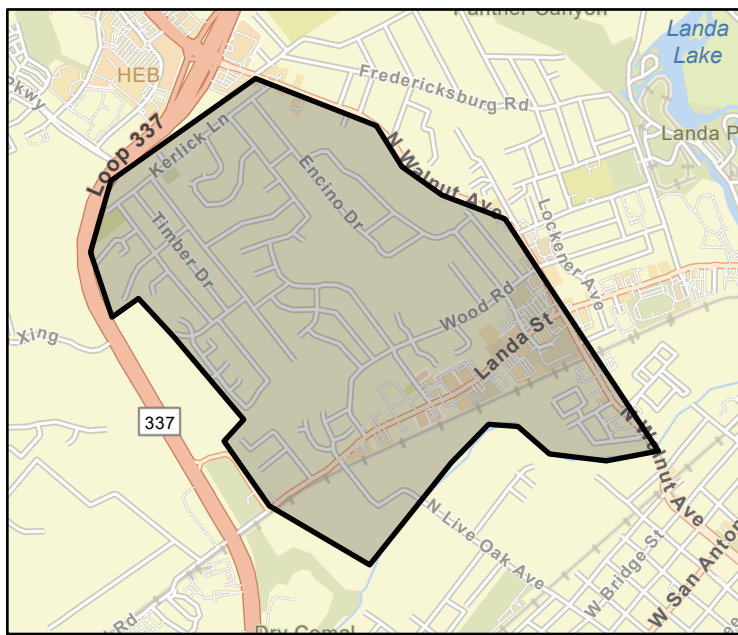 Panther Canyon
Landa
Lake
HEB
Pkwy
Fredericksburg Rd
Loop 337
Kerlick Ln
N Walnut Ave
Landa P
Encino Dr
Lockener Ave
Timber Dr
Wood Rd
Xing
Landa St
337
N Walnut Ave
N Live Oak Ave
W Bridge St
W San Anton
Rd
Dry Comal